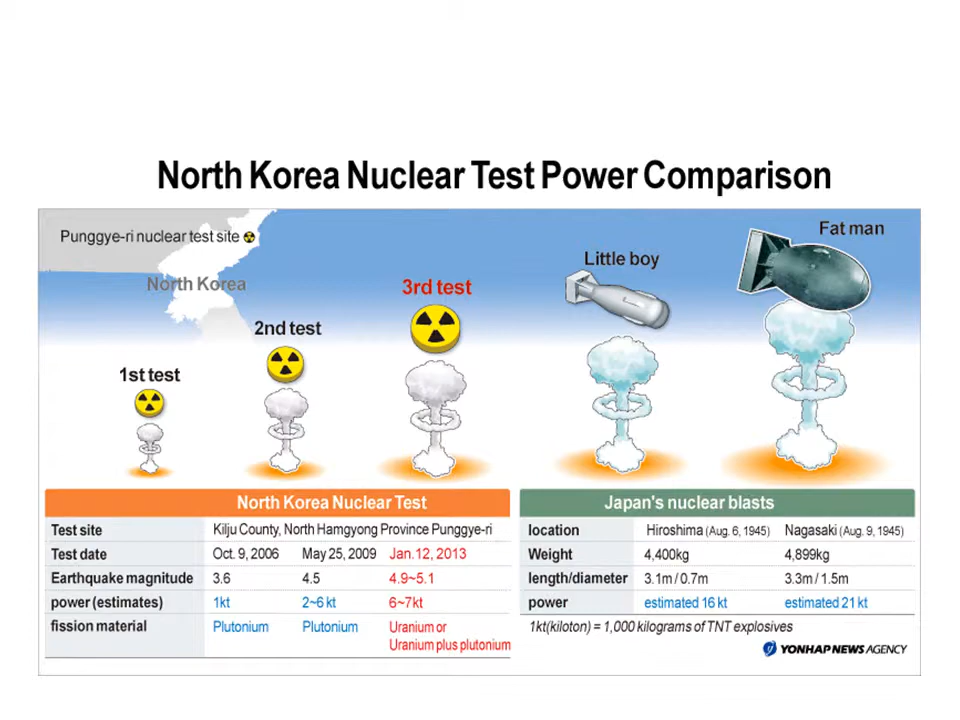 North Korea Nuclear Test Power Comparison
Punggye-ri nuclear test site
North Korea
1st test
2nd test
3rd test
Little boy
Fat man
North Korea Nuclear Test
Test site Kilju County, North Hamgyong Province Punggye-ri
Test date Oct. 9, 2006 May 25, 2009 Jan. 12, 2013
Earthquake magnitude 3.6 4.5 4.9~5.1
power (estimates) 1kt 2~6 kt 6~7kt
fission material Plutonium Plutonium Uranium or
Uranium plus plutonium
Japan's nuclear blasts
location Hiroshima (Aug. 6, 1945) Nagasaki (Aug. 9, 1945)
Weight 4,400kg 4,899kg
length/diameter 3.1m / 0.7m 3.3m / 1.5m
power estimated 16 kt estimated 21 kt
1kt(kiloton) = 1,000 kilograms of TNT explosives
YONHAP NEWS AGENCY